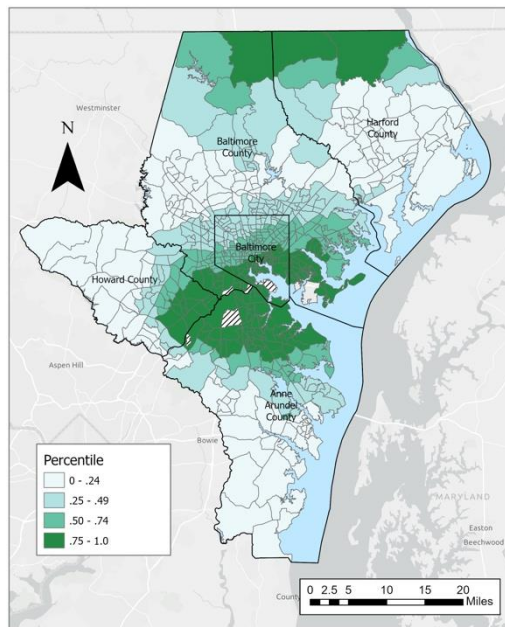 Westminster
N
Baltimore
County
Harford
County
Baltimore
City
Howard County
Aspen Hill
Anne
Arundel
County
Bowie
Percentile
0 - .24
.25 - .49
.50 - .74
.75 - 1.0
MARYLAND
Easton
Beechwood
County
0 2.5 5 10 15 20
Miles